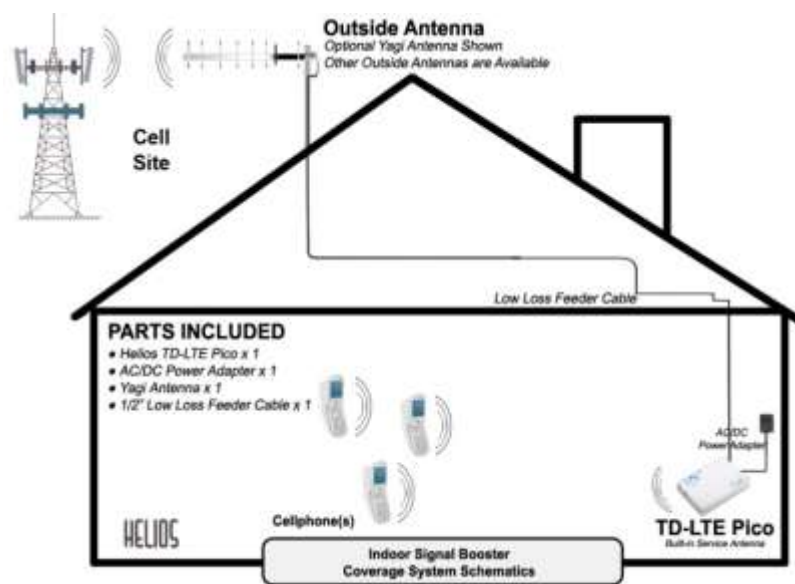 Outside Antenna
Optional Yagi Antenna Shown
Other Outside Antennas are Available
Cell
Site
Low Loss Feeder Cable
PARTS INCLUDED
● Helios TD-LTE Pico x 1
● AC/DC Power Adapter x 1
● Yagi Antenna x 1
● 1/2" Low Loss Feeder Cable x 1
AC/DC
Power Adapter
Cellphone(s)
HELIOS
TD-LTE Pico
Built-in Service Antenna
Indoor Signal Booster
Coverage System Schematics